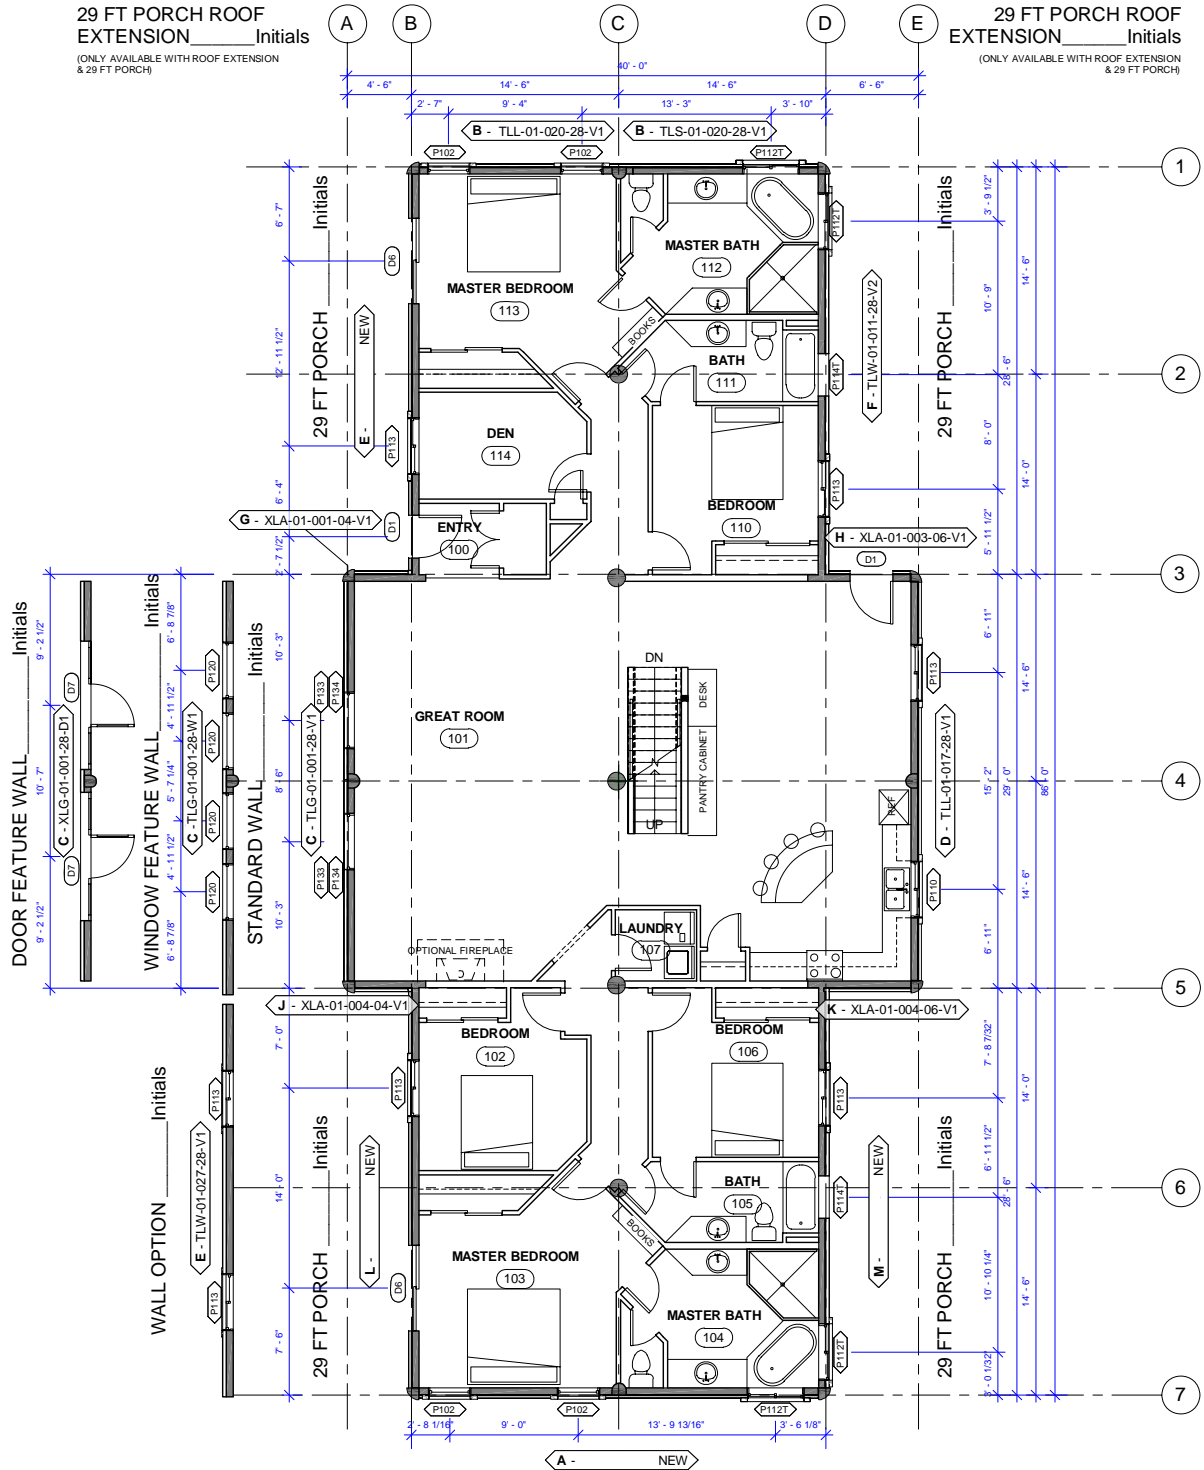 29 FT PORCH ROOF
EXTENSION______Initials
(ONLY AVAILABLE WITH ROOF EXTENSION
& 29 FT PORCH)
A
B
C
D
E
29 FT PORCH ROOF
EXTENSION______Initials
(ONLY AVAILABLE WITH ROOF EXTENSION
& 29 FT PORCH)
40' - 0"
4' - 6"
14' - 6"
14' - 6"
6' - 6"
2' - 7"
9' - 4"
13' - 3"
3' - 10"
B - TLL-01-020-28-V1
B - TLS-01-020-28-V1
P102
P102
P112T
1
2
3
4
5
6
7
29 FT PORCH______Initials
29 FT PORCH______Initials
6' - 7"
12' - 11 1/2"
6' - 4"
2' - 7 1/2"
D6
E - NEW
P113
D1
G - XLA-01-001-04-V1
MASTER BEDROOM
113
MASTER BATH
112
BOOKS
BATH
111
DEN
114
BEDROOM
110
ENTRY
100
P112T
P114T
P113
F - TLW-01-011-28-V2
H - XLA-01-003-06-V1
D1
3' - 9 1/2"
10' - 9"
8' - 0"
5' - 11 1/2"
14' - 6"
14' - 0"
28' - 6"
DOOR FEATURE WALL______Initials
9' - 2 1/2"
10' - 7"
9' - 2 1/2"
D7
D7
C - XLG-01-001-28-D1
WINDOW FEATURE WALL______Initials
6' - 8 7/8"
4' - 11 1/2"
5' - 7 1/4"
4' - 11 1/2"
6' - 8 7/8"
P120
P120
P120
P120
C - TLG-01-001-28-W1
STANDARD WALL______Initials
10' - 3"
8' 6"
10' - 3"
P133
P134
P133
P134
C - TLG-01-001-28-V1
GREAT ROOM
101
DN
UP
DESK
PANTRY CABINET
REF
P113
P110
D - TLL-01-017-28-V1
6' - 11"
15' - 2"
6' - 11"
14' - 6"
14' - 6"
29' - 0"
86' - 0"
OPTIONAL FIREPLACE
LAUNDRY
107
J - XLA-01-004-04-V1
K - XLA-01-004-06-V1
BEDROOM
102
BEDROOM
106
BATH
105
BOOKS
MASTER BEDROOM
103
MASTER BATH
104
WALL OPTION______Initials
P113
P113
E - TLW-01-027-28-V1
7' - 0"
14' - 0"
7' - 6"
29 FT PORCH______Initials
L - NEW
P113
D6
P113
P114T
P112T
M - NEW
29 FT PORCH______Initials
7' - 8 7/32"
6' - 11 1/2"
10' - 10 1/4"
3' - 0 1/32"
14' - 0"
14' - 6"
28' - 6"
P102
P102
P112T
2' - 8 1/16"
9' - 0"
13' - 9 13/16"
3' - 6 1/8"
A - NEW